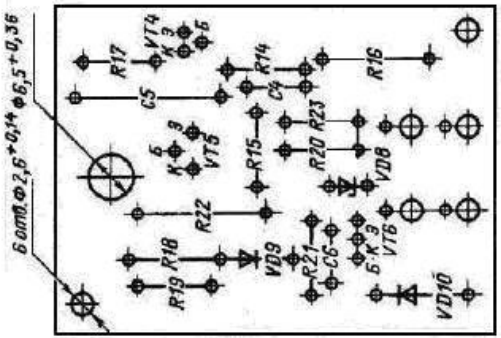 6 отв. Ф2,6⁺⁰,¹⁴ Ф6,5⁺⁰,³⁶
R17
VT4
К Э Б
R14
R16
C5
C4
R23
Б К Э
VT5
R15
R20
VD8
R22
R18
VD9
R21
C6
Б К Э
VT6
R19
VD10